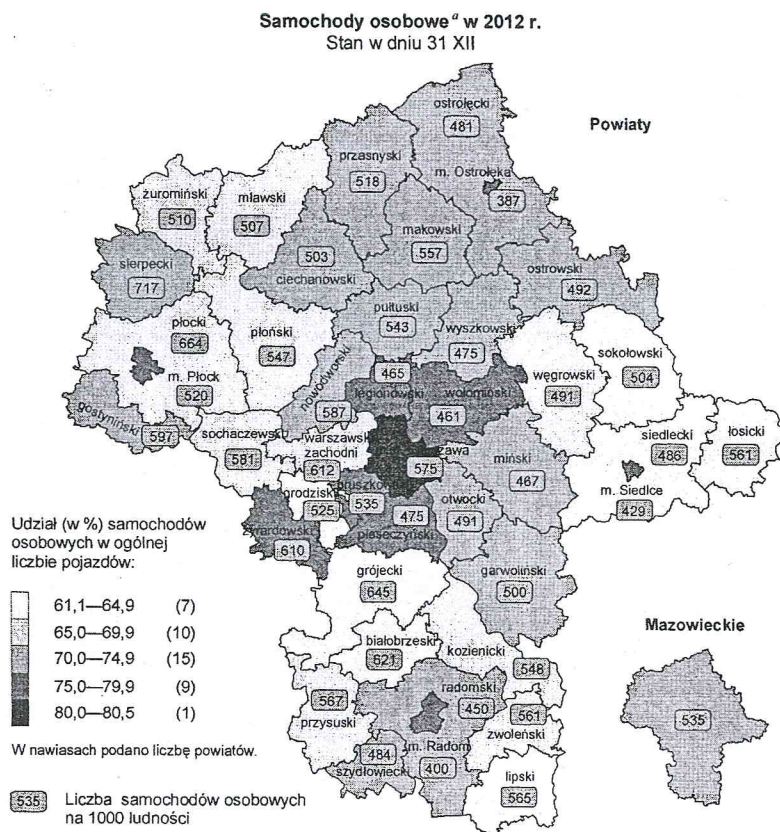 Samochody osobowe a w 2012 r.
Stan w dniu 31 XII
Powiaty
ostrołęcki
481
przasnyski
518
m. Ostrołęka
387
żuromiński
510
mławski
507
makowski
557
503
ciechanowski
sierpecki
717
ostrowski
492
pułtuski
543
wyszkowski
475
płocki
664
płoński
547
m. Płock
520
sokołowski
504
węgrowski
491
nowodworski
587
465
legionowski
wołomiński
461
gostyniński
597
sochaczewski
581
warszawski
zachodni
612
575
miński
467
siedlecki
486
łosicki
561
m. Siedlce
429
grodziski
525
535
475
piaseczyński
otwocki
491
żyrardowski
610
garwoliński
500
grójecki
645
białobrzeski
621
kozienicki
548
567
przysuski
radomski
450
561
zwoleński
484
szydłowiecki
m. Radom
400
lipski
565
Udział (w %) samochodów
osobowych w ogólnej
liczbie pojazdów:
61,1—64,9 (7)
65,0—69,9 (10)
70,0—74,9 (15)
75,0—79,9 (9)
80,0—80,5 (1)
W nawiasach podano liczbę powiatów.
535 Liczba samochodów osobowych
na 1000 ludności
Mazowieckie
535